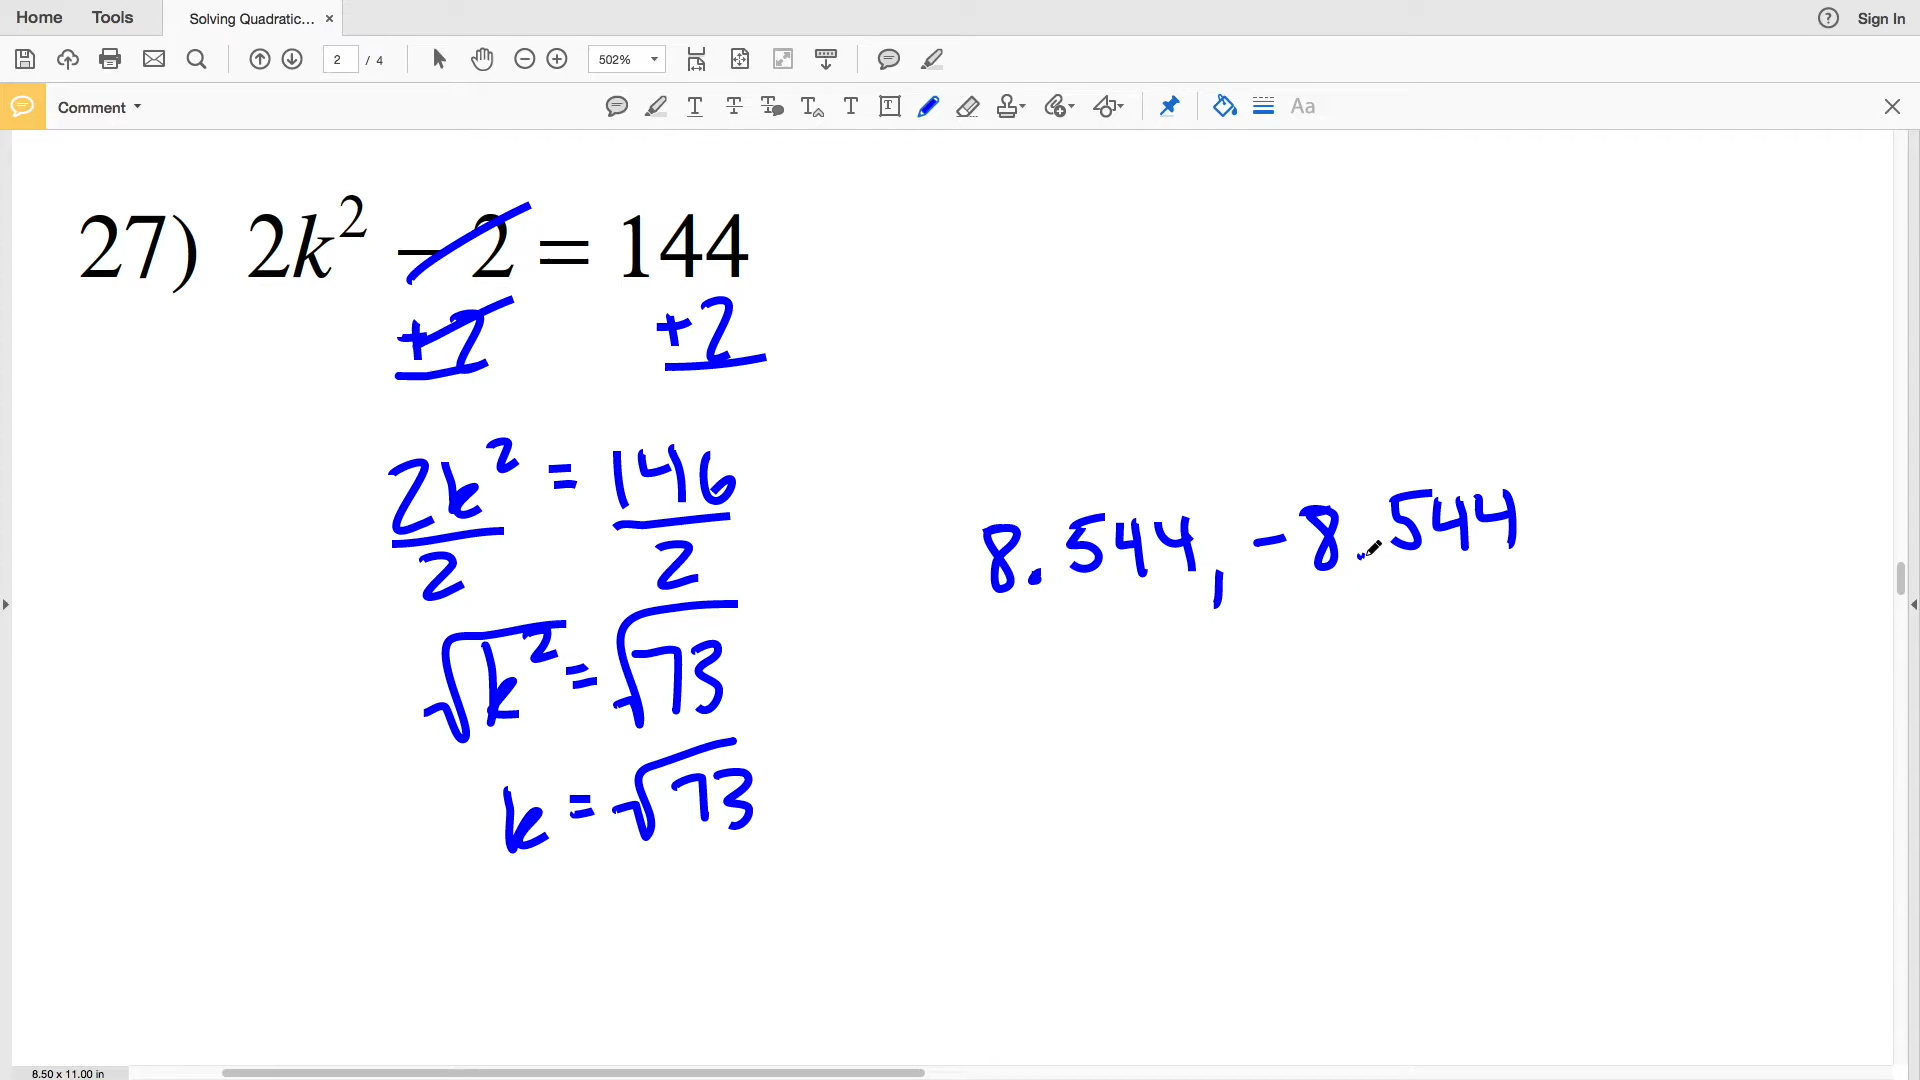 Home Tools Solving Quadratic... × ? Sign In
2 / 4 502%
Comment T T T T T T Aa
27) 2k² − 2 = 144
+2 +2
2k² = 146
2 2
8.544, -8.544
√k² = √73
k = √73
8.50 x 11.00 in